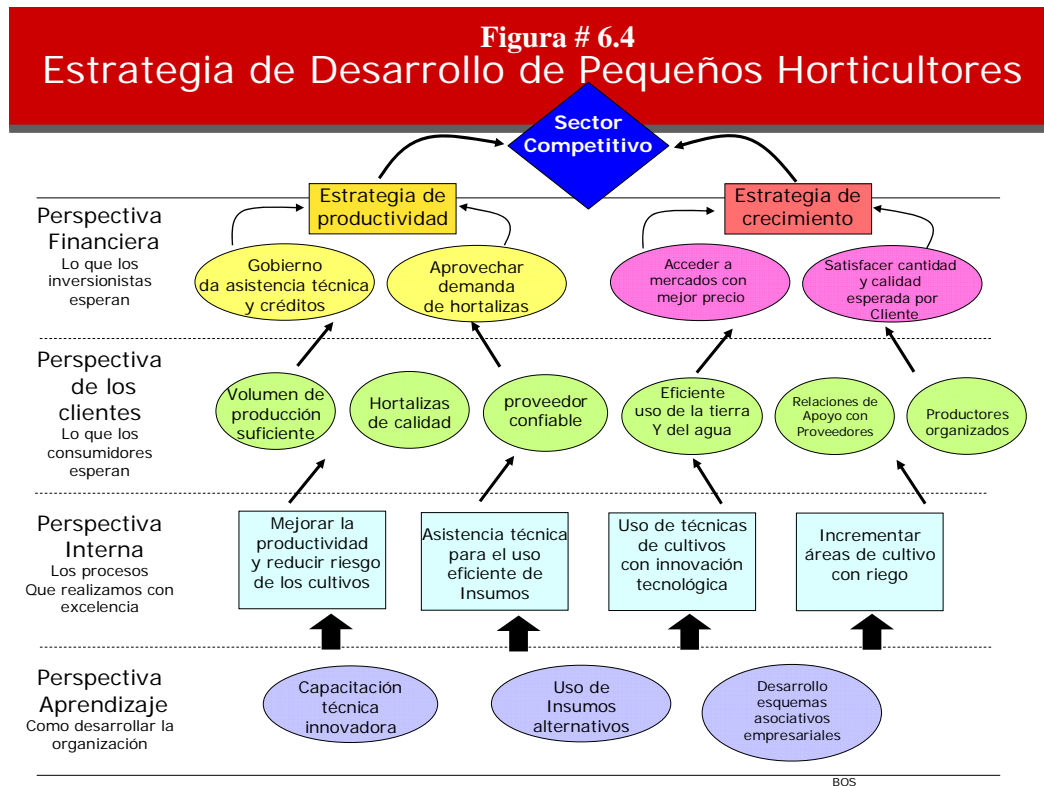 Figura # 6.4
Estrategia de Desarrollo de Pequeños Horticultores
Sector
Competitivo
Estrategia de
productividad
Estrategia de
crecimiento
Perspectiva
Financiera
Lo que los
inversionistas
esperan
Gobierno
da asistencia técnica
y créditos
Aprovechar
demanda
de hortalizas
Acceder a
mercados con
mejor precio
Satisfacer cantidad
y calidad
esperada por
Cliente
Perspectiva
de los
clientes
Lo que los
consumidores
esperan
Volumen de
producción
suficiente
Hortalizas
de calidad
proveedor
confiable
Eficiente
uso de la tierra
Y del agua
Relaciones de
Apoyo con
Proveedores
Productores
organizados
Perspectiva
Interna
Los procesos
Que realizamos con
excelencia
Mejorar la
productividad
y reducir riesgo
de los cultivos
Asistencia técnica
para el uso
eficiente de
Insumos
Uso de técnicas
de cultivos
con innovación
tecnológica
Incrementar
áreas de cultivo
con riego
Perspectiva
Aprendizaje
Como desarrollar la
organización
Capacitación
técnica
innovadora
Uso de
Insumos
alternativos
Desarrollo
esquemas
asociativos
empresariales
BOS